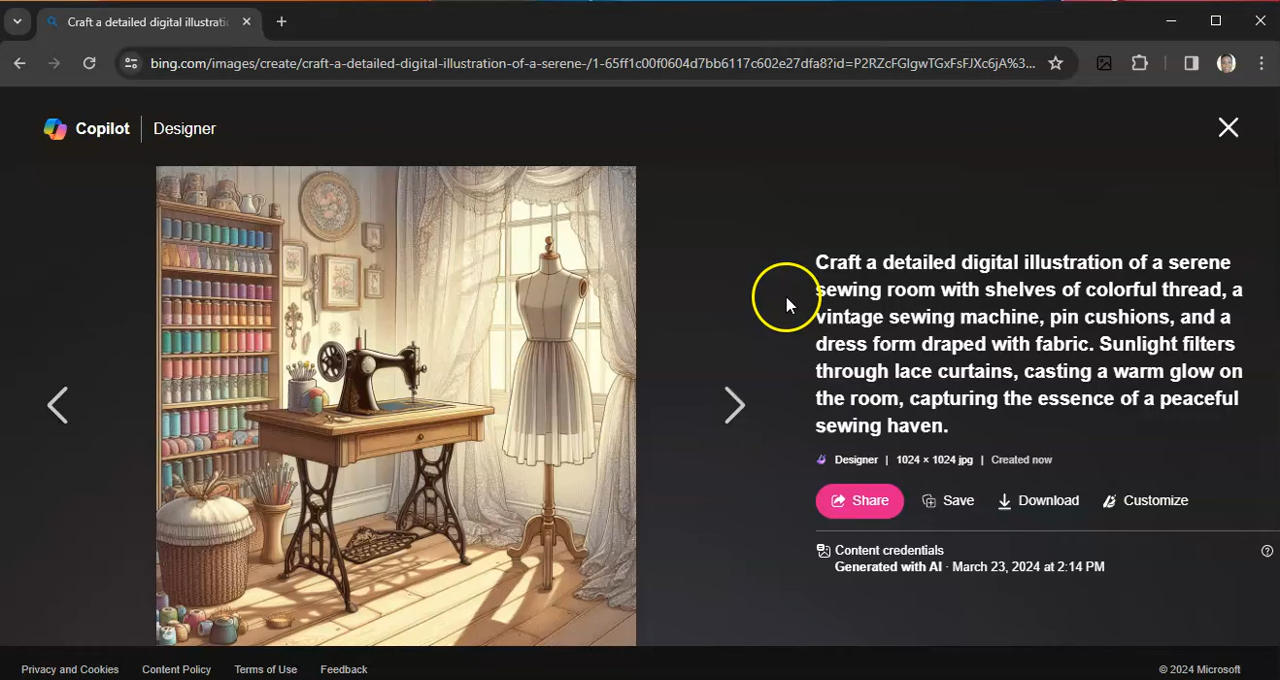 Craft a detailed digital illustrati
bing.com/images/create/craft-a-detailed-digital-illustration-of-a-serene-/1-65ff1c00f0604d7bb6117c602e27dfa8?id=P2RZcFGlgwTGxFsFJXc6jA%3...
Copilot | Designer
Craft a detailed digital illustration of a serene
sewing room with shelves of colorful thread, a
vintage sewing machine, pin cushions, and a
dress form draped with fabric. Sunlight filters
through lace curtains, casting a warm glow on
the room, capturing the essence of a peaceful
sewing haven.
Designer | 1024 × 1024 jpg | Created now
Share Save Download Customize
Content credentials
Generated with AI · March 23, 2024 at 2:14 PM
Privacy and Cookies Content Policy Terms of Use Feedback © 2024 Microsoft